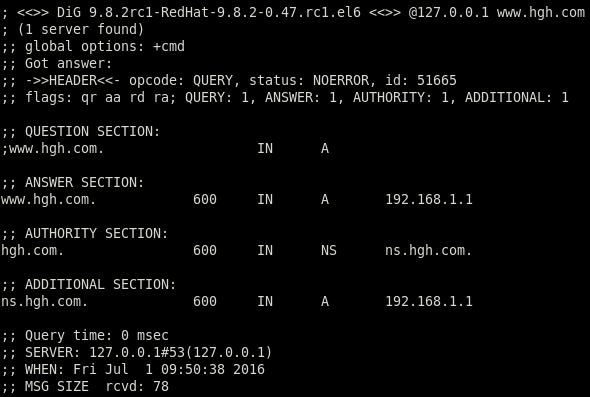 ; <<>> DiG 9.8.2rc1-RedHat-9.8.2-0.47.rc1.el6 <<>> @127.0.0.1 www.hgh.com
; (1 server found)
;; global options: +cmd
;; Got answer:
;; ->>HEADER<<- opcode: QUERY, status: NOERROR, id: 51665
;; flags: qr aa rd ra; QUERY: 1, ANSWER: 1, AUTHORITY: 1, ADDITIONAL: 1
;; QUESTION SECTION:
;www.hgh.com. IN A
;; ANSWER SECTION:
www.hgh.com. 600 IN A 192.168.1.1
;; AUTHORITY SECTION:
hgh.com. 600 IN NS ns.hgh.com.
;; ADDITIONAL SECTION:
ns.hgh.com. 600 IN A 192.168.1.1
;; Query time: 0 msec
;; SERVER: 127.0.0.1#53(127.0.0.1)
;; WHEN: Fri Jul  1 09:50:38 2016
;; MSG SIZE  rcvd: 78